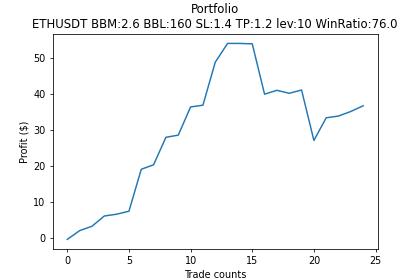 Portfolio
ETHUSDT BBM:2.6 BBL:160 SL:1.4 TP:1.2 lev:10 WinRatio:76.0
50
40
30
20
10
0
Profit ($)
0 5 10 15 20 25
Trade counts